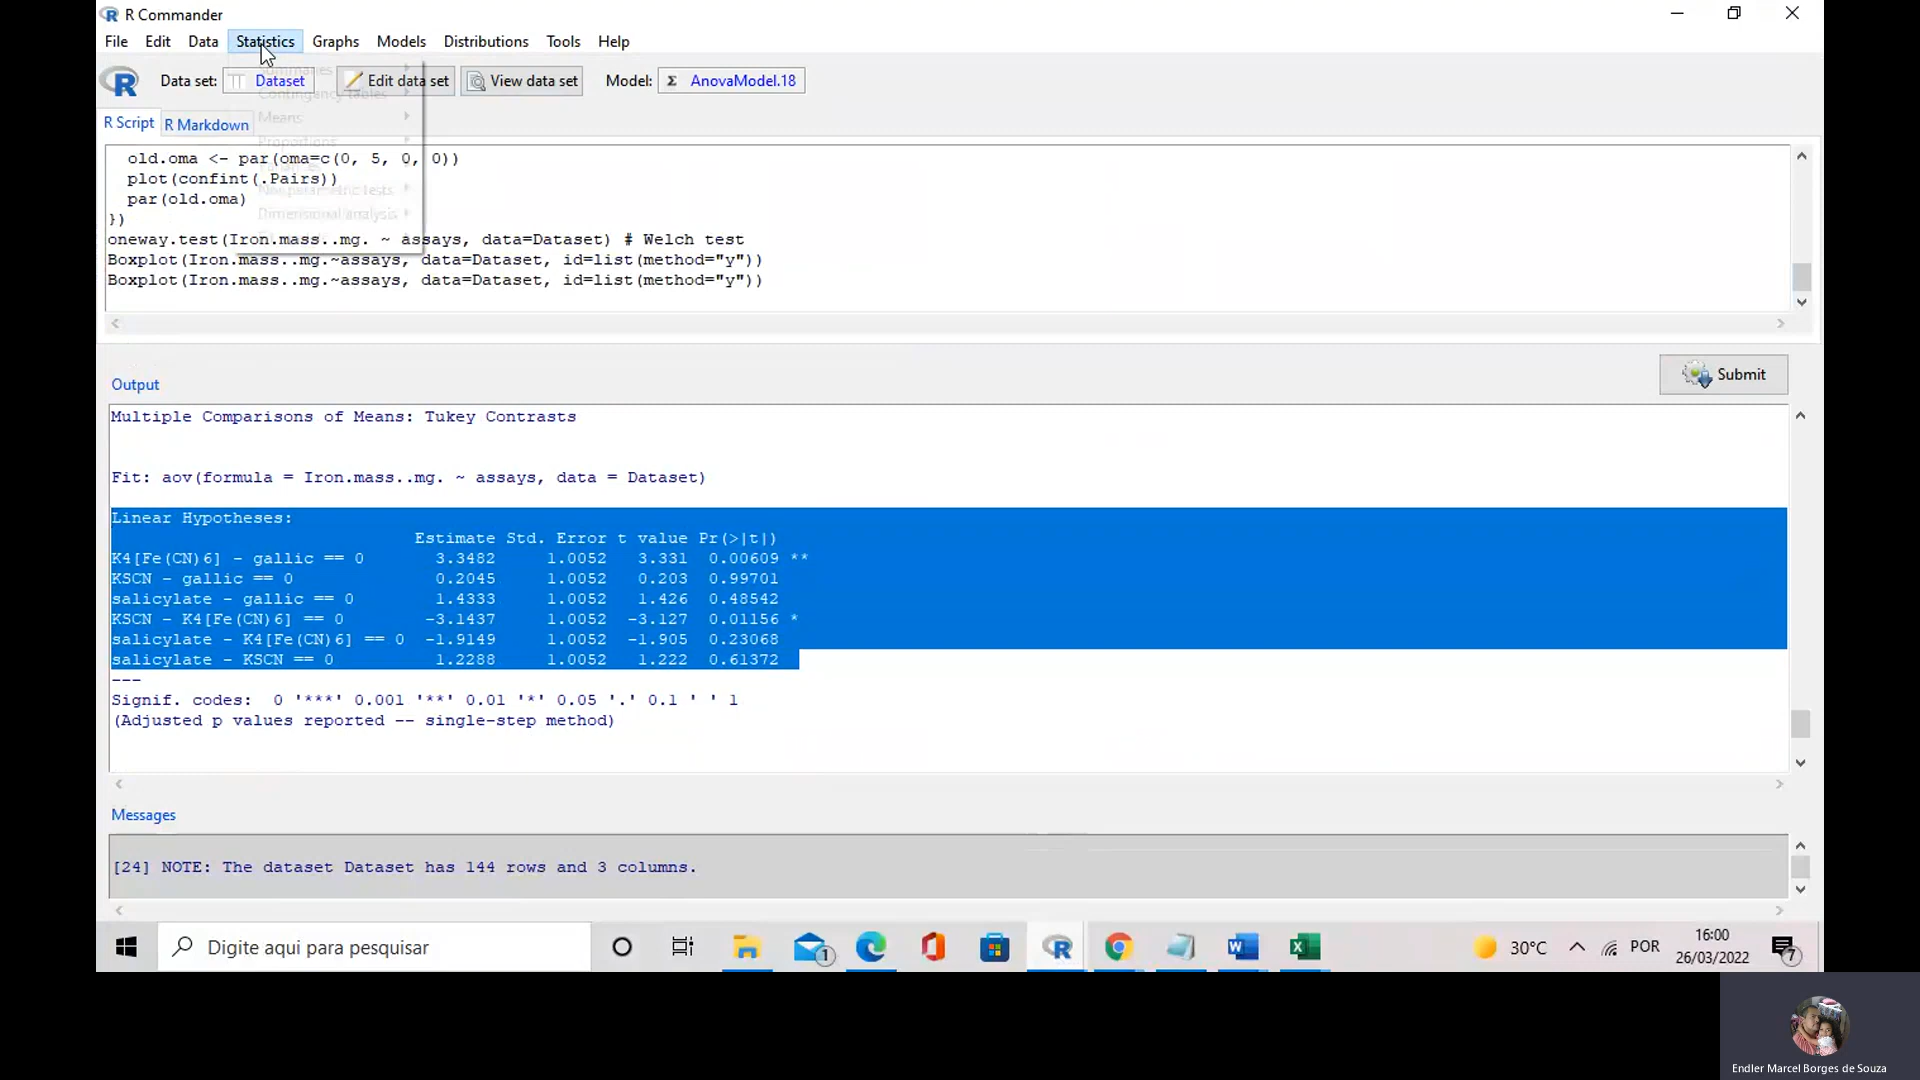 R Commander
File Edit Data Statistics Graphs Models Distributions Tools Help
Data set: Dataset Edit data set View data set Model: Σ AnovaModel.18
Summaries
Contingency tables
Means
Proportions
Nonparametric tests
Dimensional analysis
R Script R Markdown
old.oma <- par(oma=c(0, 5, 0, 0))
plot(confint(.Pairs))
par(old.oma)
})
oneway.test(Iron.mass..mg. ~ assays, data=Dataset) # Welch test
Boxplot(Iron.mass..mg.~assays, data=Dataset, id=list(method="y"))
Boxplot(Iron.mass..mg.~assays, data=Dataset, id=list(method="y"))
Submit
Output
Multiple Comparisons of Means: Tukey Contrasts
Fit: aov(formula = Iron.mass..mg. ~ assays, data = Dataset)
Linear Hypotheses:
Estimate Std. Error t value Pr(>|t|)
K4[Fe(CN)6] - gallic == 0 3.3482 1.0052 3.331 0.00609 **
KSCN - gallic == 0 0.2045 1.0052 0.203 0.99701
salicylate - gallic == 0 1.4333 1.0052 1.426 0.48542
KSCN - K4[Fe(CN)6] == 0 -3.1437 1.0052 -3.127 0.01156 *
salicylate - K4[Fe(CN)6] == 0 -1.9149 1.0052 -1.905 0.23068
salicylate - KSCN == 0 1.2288 1.0052 1.222 0.61372
---
Signif. codes: 0 '***' 0.001 '**' 0.01 '*' 0.05 '.' 0.1 ' ' 1
(Adjusted p values reported -- single-step method)
Messages
[24] NOTE: The dataset Dataset has 144 rows and 3 columns.
Digite aqui para pesquisar
1
30°C
POR
16:00
26/03/2022
7
Endler Marcel Borges de Souza